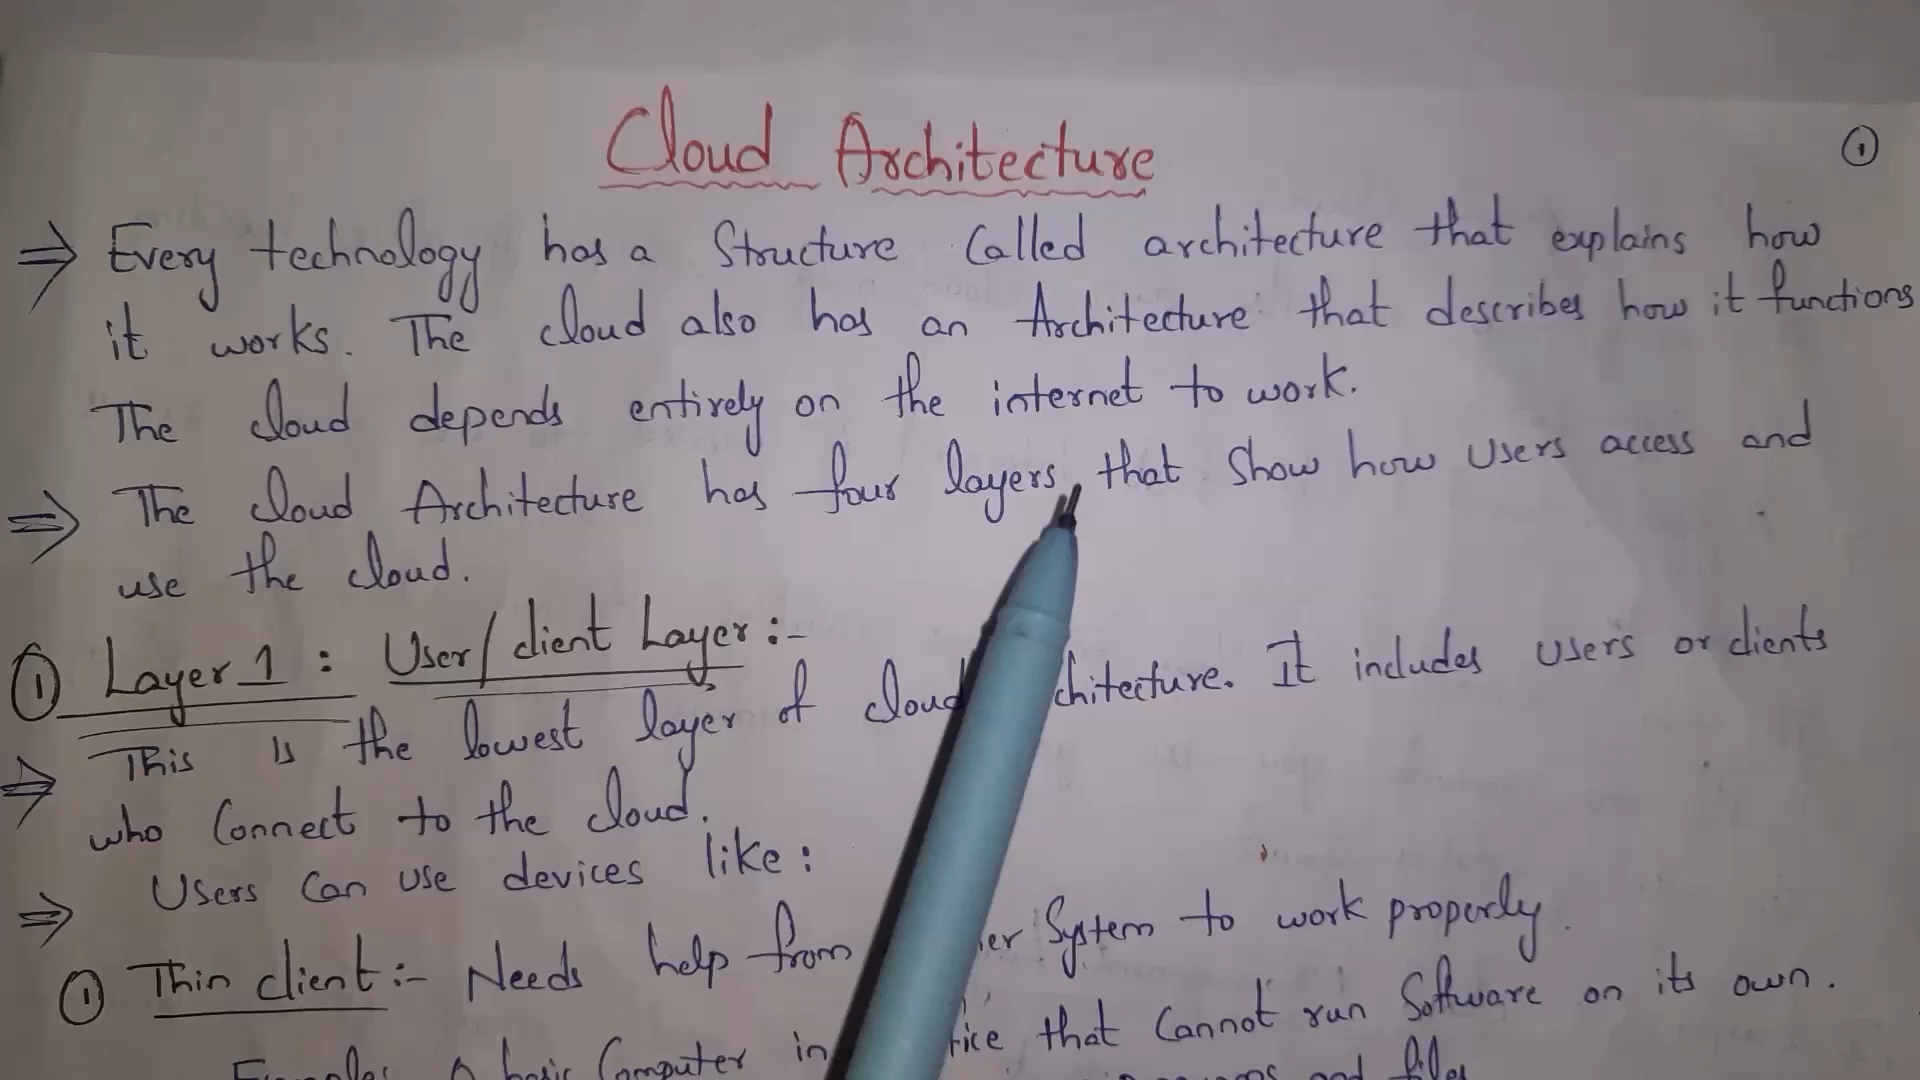 Cloud Architecture
①
⇒ Every technology has a Structure Called architecture that explains how
it works. The cloud also has an Architecture that describes how it functions
The cloud depends entirely on the internet to work.
⇒ The cloud Architecture has four layers that Show how Users access and
use the cloud.
① Layer 1 : User/client Layer :-
⇒ This is the lowest layer of cloud chitecture. It includes users or clients
who Connect to the cloud.
⇒ Users Can use devices like :
① Thin client :- Needs help from System to work properly.
A basic Computer in that Cannot run Software on its own.
and files